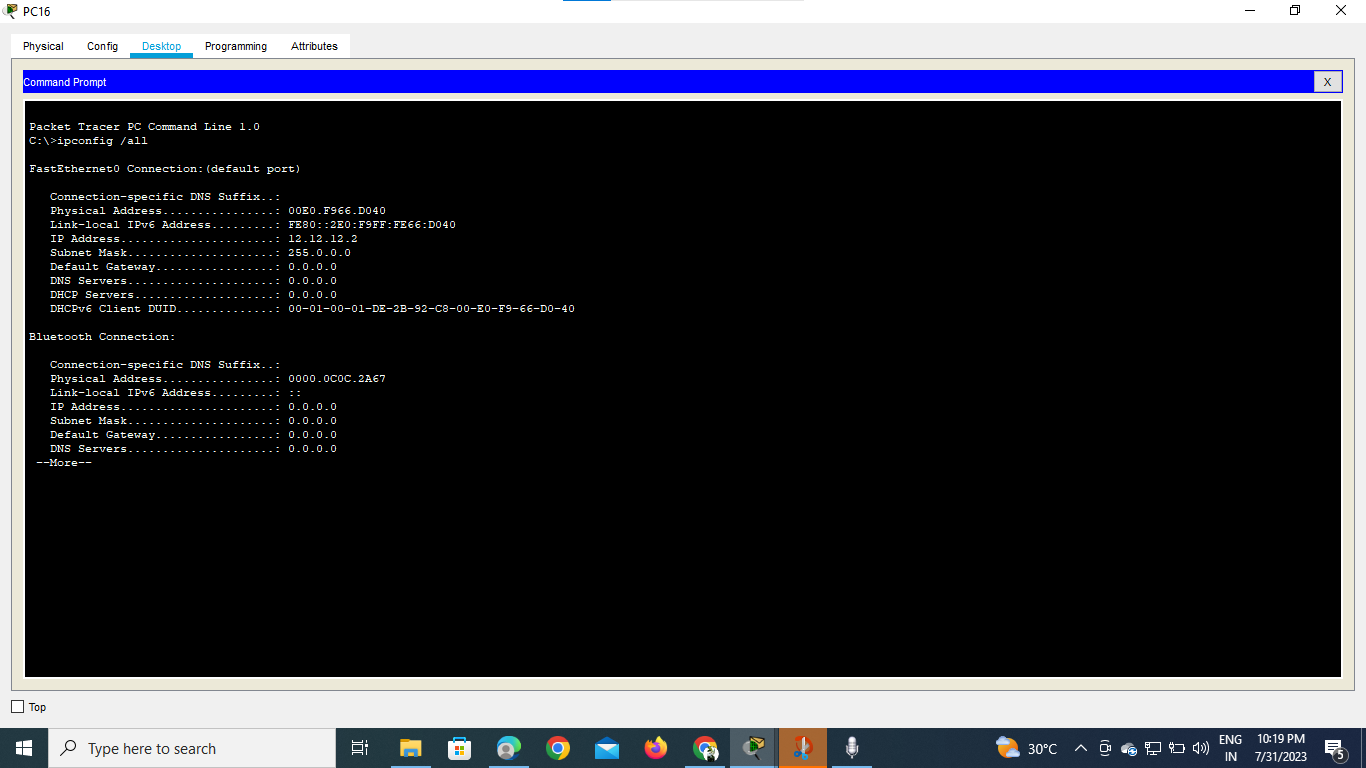 PC16
Physical Config Desktop Programming Attributes
Command Prompt X
Packet Tracer PC Command Line 1.0
C:\>ipconfig /all
FastEthernet0 Connection:(default port)
Connection-specific DNS Suffix..:
Physical Address................: 00E0.F966.D040
Link-local IPv6 Address.........: FE80::2E0:F9FF:FE66:D040
IP Address......................: 12.12.12.2
Subnet Mask.....................: 255.0.0.0
Default Gateway.................: 0.0.0.0
DNS Servers.....................: 0.0.0.0
DHCP Servers....................: 0.0.0.0
DHCPv6 Client DUID..............: 00-01-00-01-DE-2B-92-C8-00-E0-F9-66-D0-40
Bluetooth Connection:
Connection-specific DNS Suffix..:
Physical Address................: 0000.0C0C.2A67
Link-local IPv6 Address.........: ::
IP Address......................: 0.0.0.0
Subnet Mask.....................: 0.0.0.0
Default Gateway.................: 0.0.0.0
DNS Servers.....................: 0.0.0.0
--More--
Top
Type here to search
30°C
ENG
IN
10:19 PM
7/31/2023
5